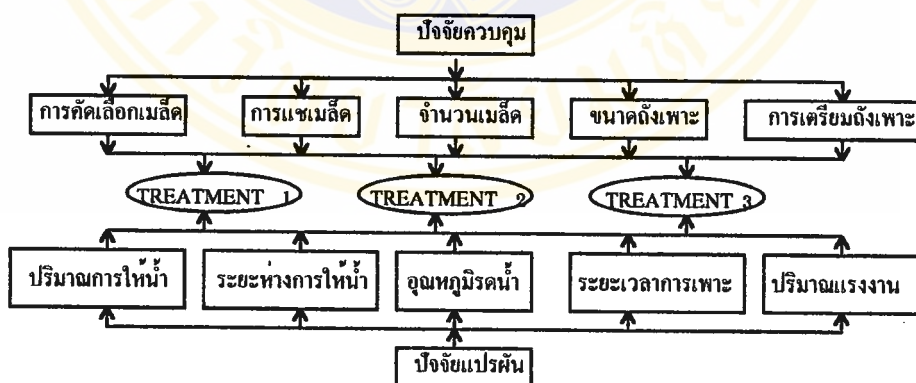 ปัจจัยควบคุม
การคัดเลือกเมล็ด การแช่เมล็ด จำนวนเมล็ด ขนาดถังเพาะ การเตรียมถังเพาะ
TREATMENT 1 TREATMENT 2 TREATMENT 3
ปริมาณการให้น้ำ ระยะห่างการให้น้ำ อุณหภูมิรดน้ำ ระยะเวลาการเพาะ ปริมาณแรงงาน
ปัจจัยแปรผัน